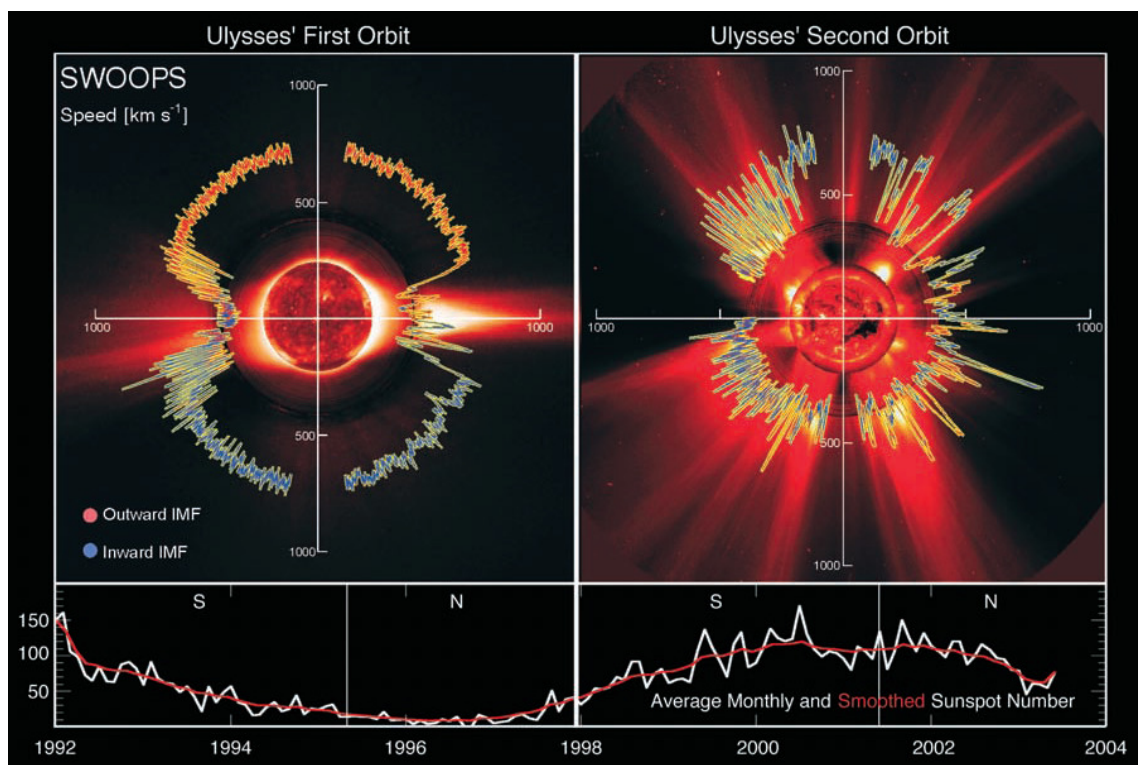 Ulysses' First Orbit
Ulysses' Second Orbit
SWOOPS
Speed [km s⁻¹]
1000
500
1000
1000
500
1000
1000
500
1000
1000
500
1000
Outward IMF
Inward IMF
S
N
S
N
150
100
50
Average Monthly and Smoothed Sunspot Number
1992
1994
1996
1998
2000
2002
2004